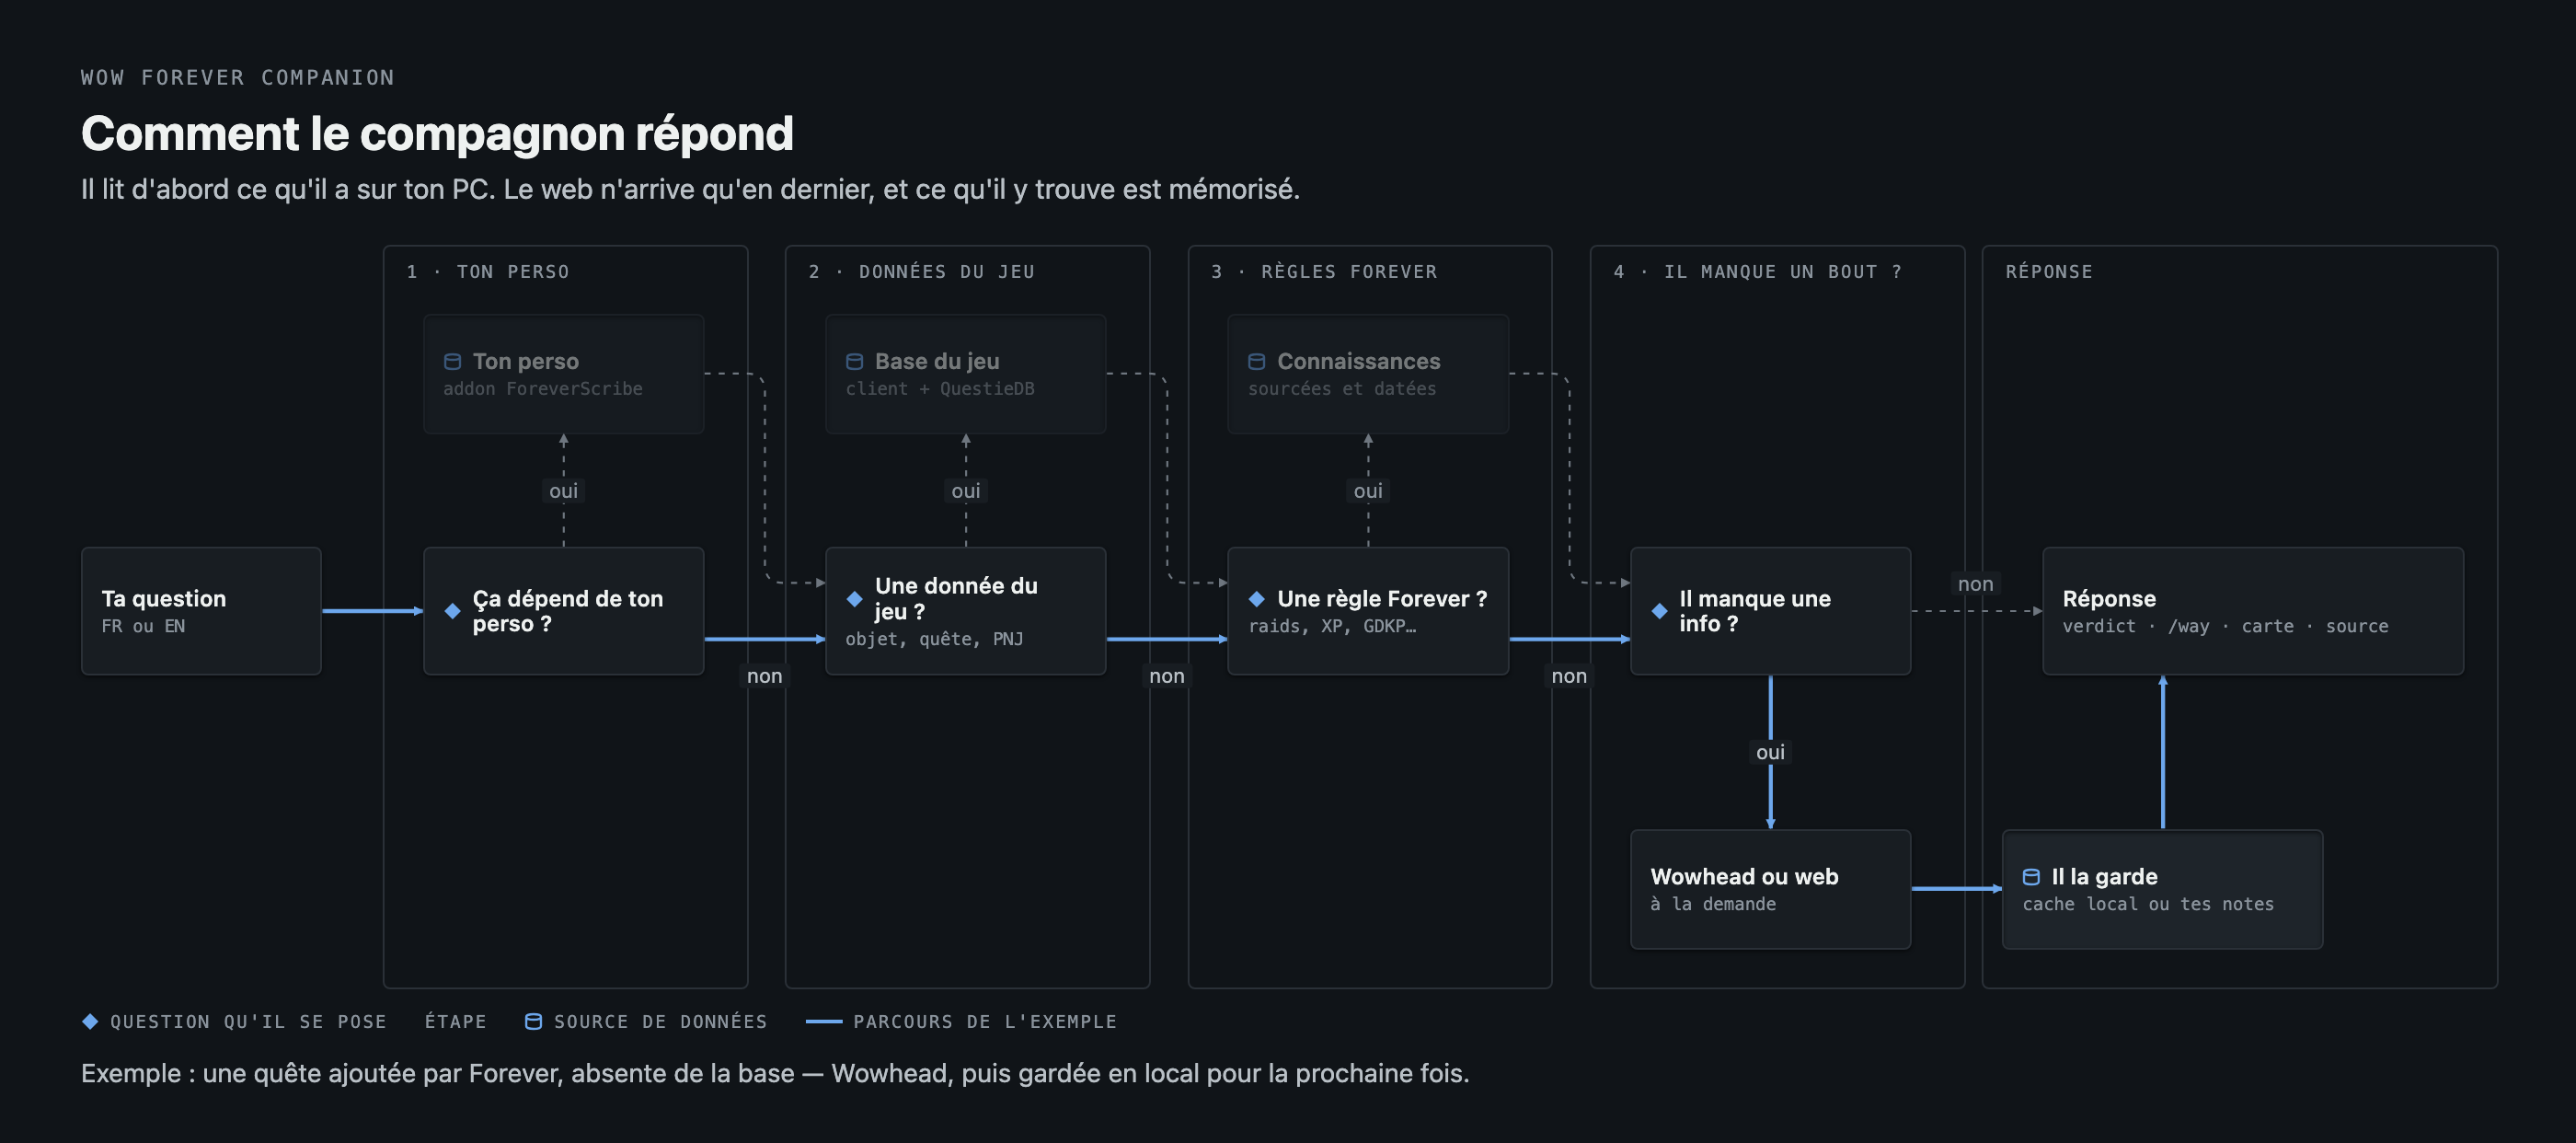 WOW FOREVER COMPANION
Comment le compagnon répond
Il lit d'abord ce qu'il a sur ton PC. Le web n'arrive qu'en dernier, et ce qu'il y trouve est mémorisé.
1 · TON PERSO
2 · DONNÉES DU JEU
3 · RÈGLES FOREVER
4 · IL MANQUE UN BOUT ?
RÉPONSE
Ton perso
addon ForeverScribe
Base du jeu
client + QuestieDB
Connaissances
sourcées et datées
oui
oui
oui
Ta question
FR ou EN
Ça dépend de ton
perso ?
non
Une donnée du
jeu ?
objet, quête, PNJ
non
Une règle Forever ?
raids, XP, GDKP…
non
Il manque une
info ?
non
Réponse
verdict · /way · carte · source
oui
Wowhead ou web
à la demande
Il la garde
cache local ou tes notes
QUESTION QU'IL SE POSE
ÉTAPE
SOURCE DE DONNÉES
PARCOURS DE L'EXEMPLE
Exemple : une quête ajoutée par Forever, absente de la base — Wowhead, puis gardée en local pour la prochaine fois.